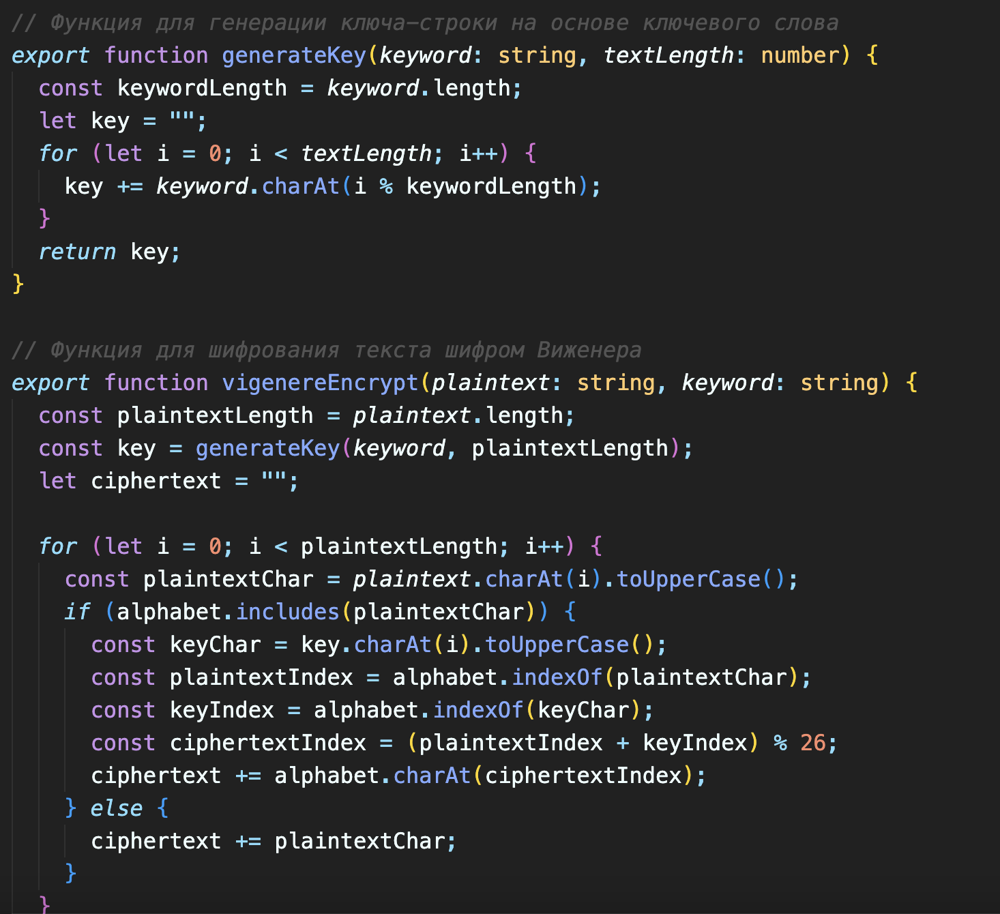 // Функция для генерации ключа-строки на основе ключевого слова
export function generateKey(keyword: string, textLength: number) {
  const keywordLength = keyword.length;
  let key = "";
  for (let i = 0; i < textLength; i++) {
    key += keyword.charAt(i % keywordLength);
  }
  return key;
}

// Функция для шифрования текста шифром Виженера
export function vigenereEncrypt(plaintext: string, keyword: string) {
  const plaintextLength = plaintext.length;
  const key = generateKey(keyword, plaintextLength);
  let ciphertext = "";

  for (let i = 0; i < plaintextLength; i++) {
    const plaintextChar = plaintext.charAt(i).toUpperCase();
    if (alphabet.includes(plaintextChar)) {
      const keyChar = key.charAt(i).toUpperCase();
      const plaintextIndex = alphabet.indexOf(plaintextChar);
      const keyIndex = alphabet.indexOf(keyChar);
      const ciphertextIndex = (plaintextIndex + keyIndex) % 26;
      ciphertext += alphabet.charAt(ciphertextIndex);
    } else {
      ciphertext += plaintextChar;
    }
  }